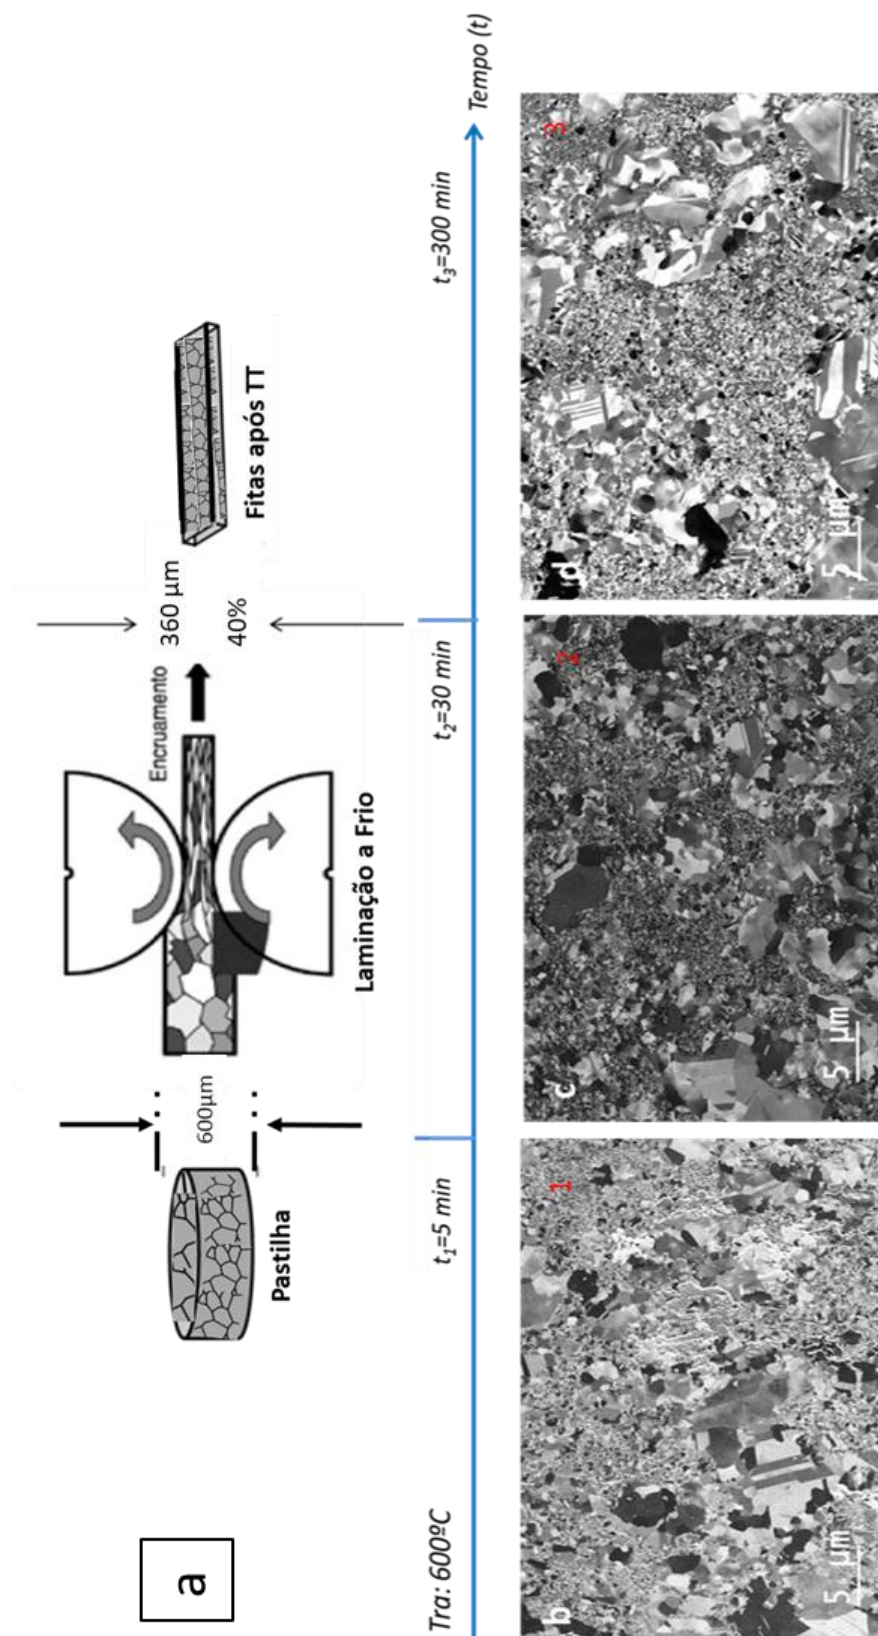 a
Pastilha
600µm
Encruamento
Laminação a Frio
360 µm
40%
Fitas após TT
Tra: 600ºC
t₁=5 min
t₂=30 min
t₃=300 min
Tempo (t)
b
1
5 µm
c
2
5 µm
d
3
5 µm